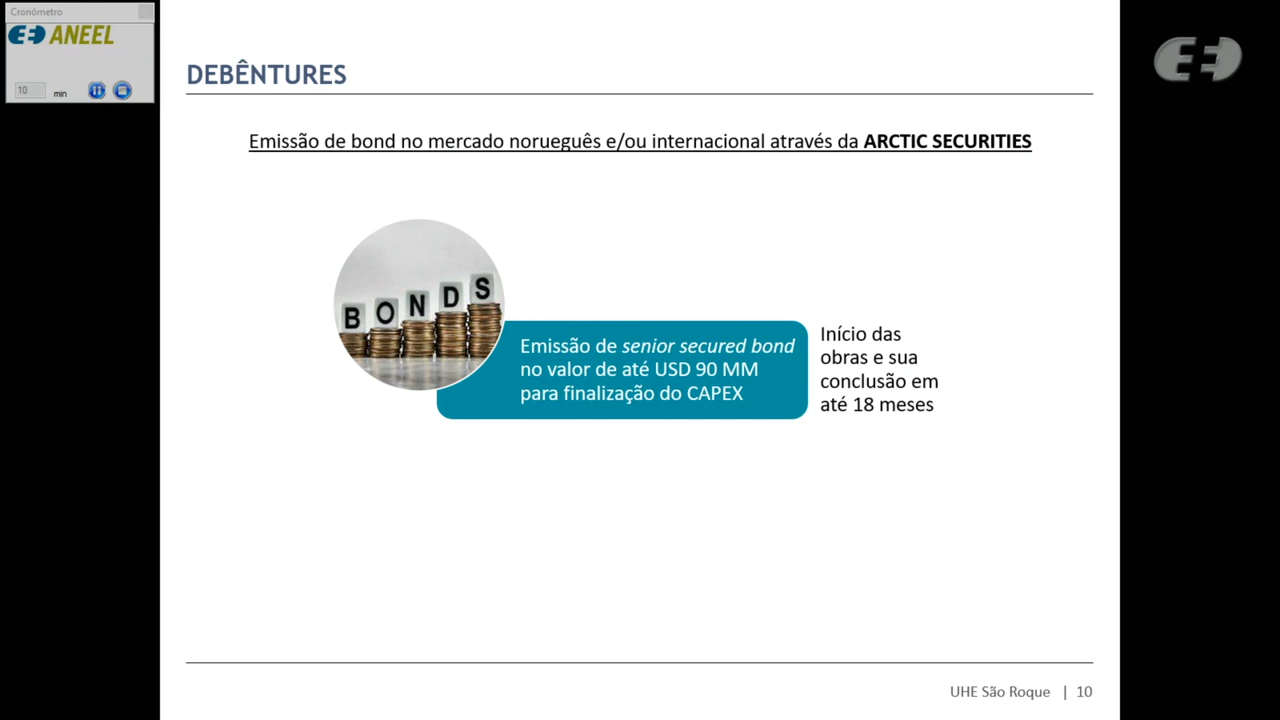 Cronômetro
ANEEL
10 min
DEBÊNTURES
Emissão de bond no mercado norueguês e/ou internacional através da ARCTIC SECURITIES
BONDS
Emissão de senior secured bond
no valor de até USD 90 MM
para finalização do CAPEX
Início das
obras e sua
conclusão em
até 18 meses
UHE São Roque | 10